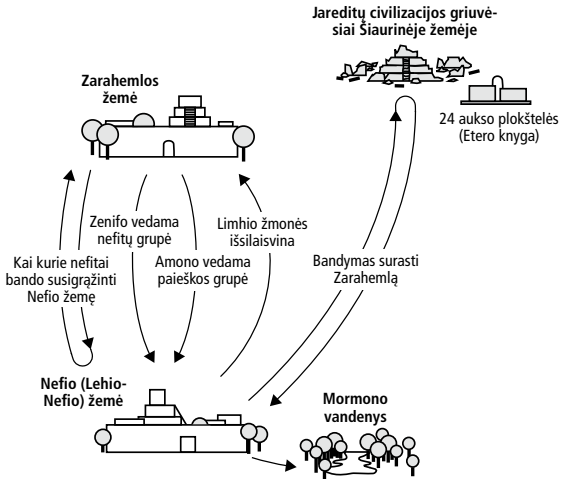 Jareditų civilizacijos griuvė-
siai Šiaurinėje žemėje
Zarahemlos
žemė
24 aukso plokštelės
(Etero knyga)
Zenifo vedama
nefitų grupė
Limhio žmonės
išsilaisvina
Kai kurie nefitai
bando susigrąžinti
Nefio žemę
Amono vedama
paieškos grupė
Bandymas surasti
Zarahemlą
Nefio (Lehio-
Nefio) žemė
Mormono
vandenys